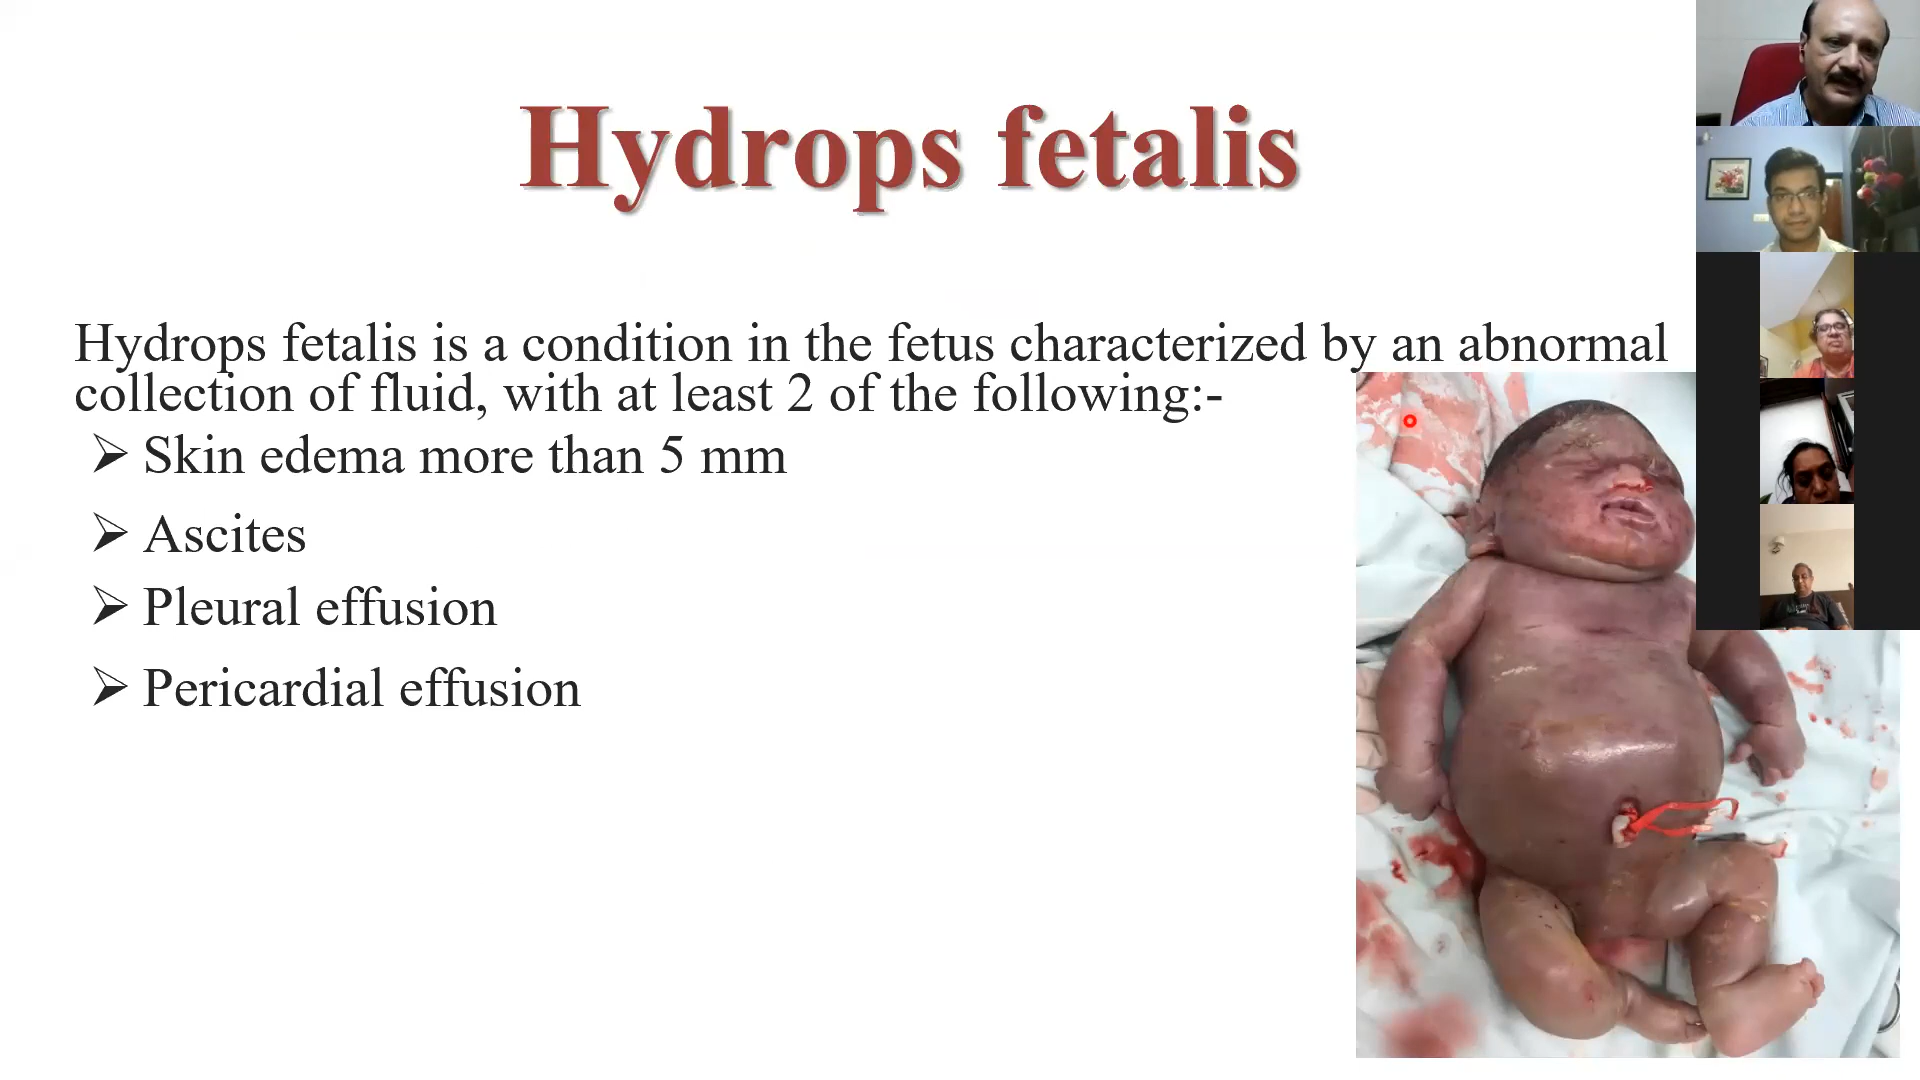 Hydrops fetalis
Hydrops fetalis is a condition in the fetus characterized by an abnormal
collection of fluid, with at least 2 of the following:-
Skin edema more than 5 mm
Ascites
Pleural effusion
Pericardial effusion